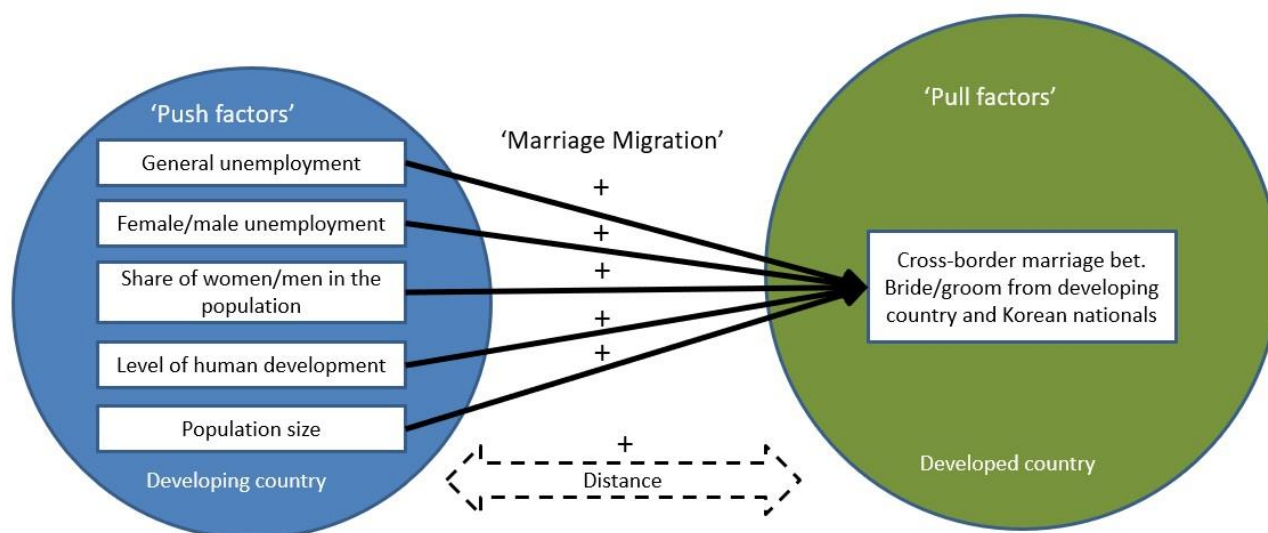 ‘Push factors’
General unemployment
Female/male unemployment
Share of women/men in the
population
Level of human development
Population size
Developing country
‘Marriage Migration’
+
+
+
+
+
+
Distance
‘Pull factors’
Cross-border marriage bet.
Bride/groom from developing
country and Korean nationals
Developed country